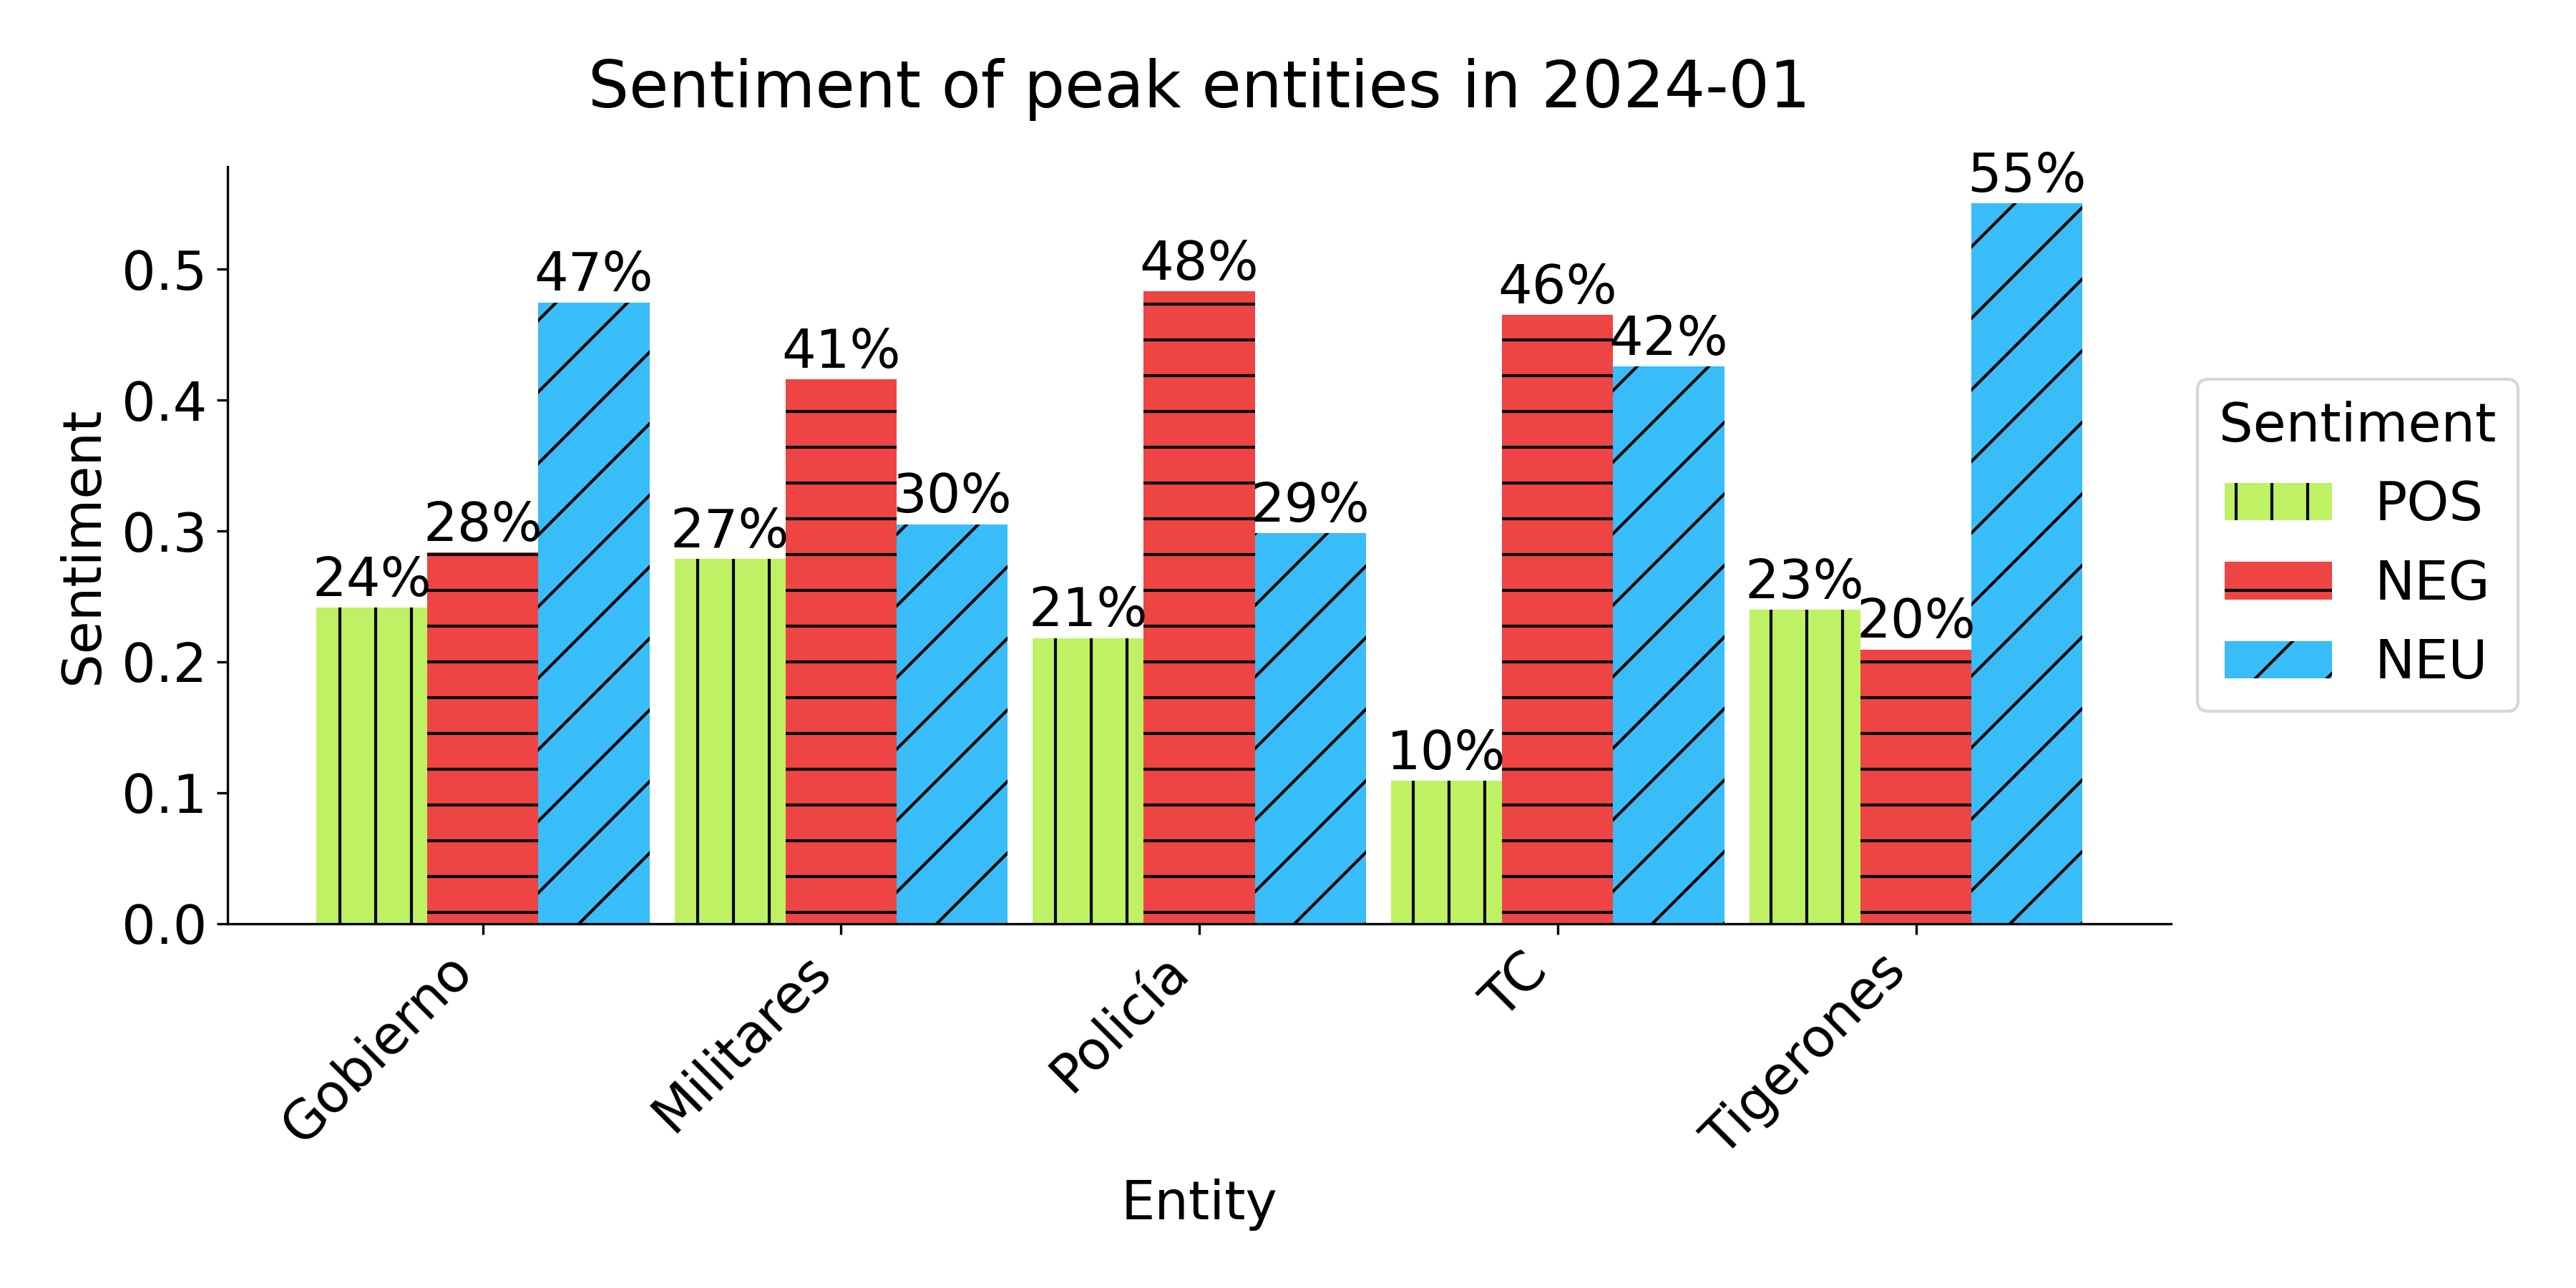 Sentiment of peak entities in 2024-01
Sentiment
0.5
0.4
0.3
0.2
0.1
0.0
24%
28%
47%
27%
41%
30%
21%
48%
29%
10%
46%
42%
23%
20%
55%
Gobierno
Militares
Policía
TC
Tigerones
Entity
Sentiment
POS
NEG
NEU